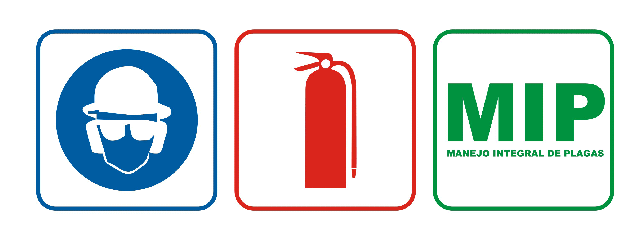 MIP
MANEJO INTEGRAL DE PLAGAS